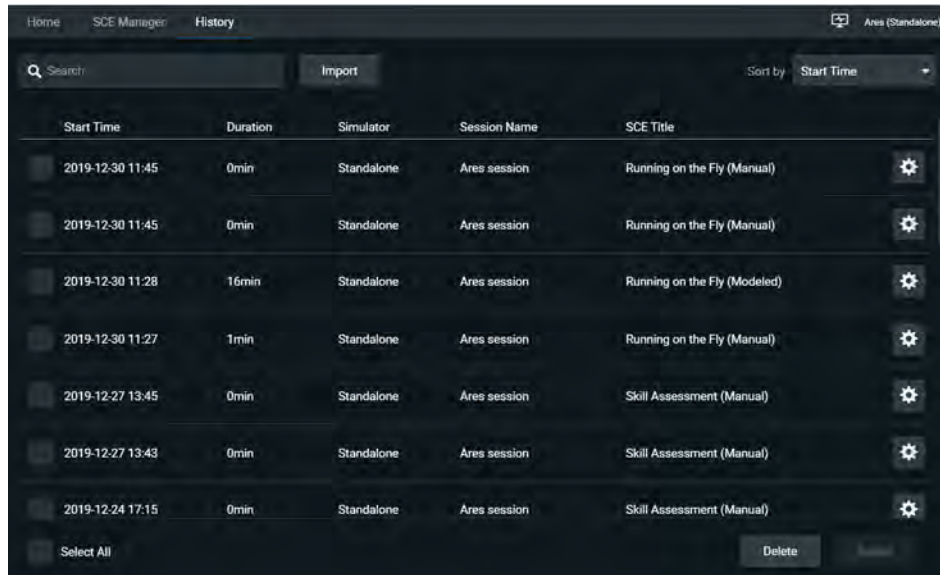 Home SCE Manager History Ares (Standalone)
Search Import Sort by Start Time
Start Time Duration Simulator Session Name SCE Title
2019-12-30 11:45 0min Standalone Ares session Running on the Fly (Manual)
2019-12-30 11:45 0min Standalone Ares session Running on the Fly (Manual)
2019-12-30 11:28 16min Standalone Ares session Running on the Fly (Modeled)
2019-12-30 11:27 1min Standalone Ares session Running on the Fly (Manual)
2019-12-27 13:45 0min Standalone Ares session Skill Assessment (Manual)
2019-12-27 13:43 0min Standalone Ares session Skill Assessment (Manual)
2019-12-24 17:15 0min Standalone Ares session Skill Assessment (Manual)
Select All Delete